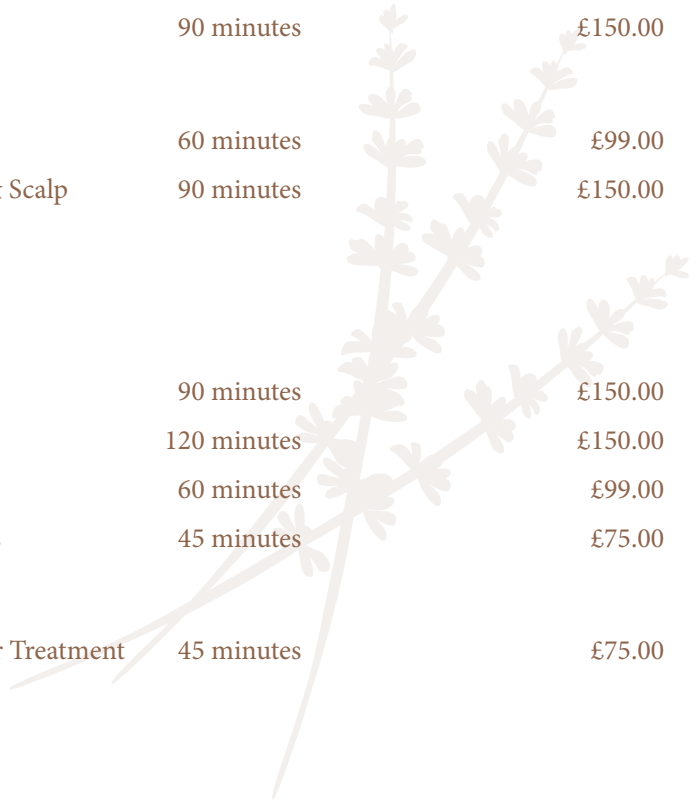 90 minutes £150.00
60 minutes £99.00
Scalp 90 minutes £150.00
90 minutes £150.00
120 minutes £150.00
60 minutes £99.00
45 minutes £75.00
Treatment 45 minutes £75.00